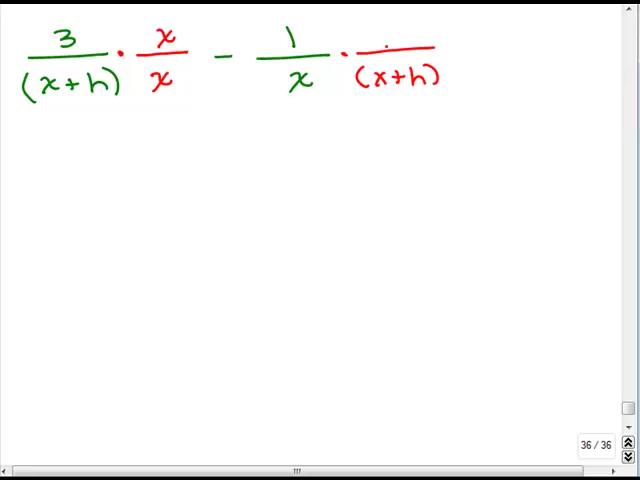 3/(x+h) · x/x - 1/x · /(x+h)
36 / 36